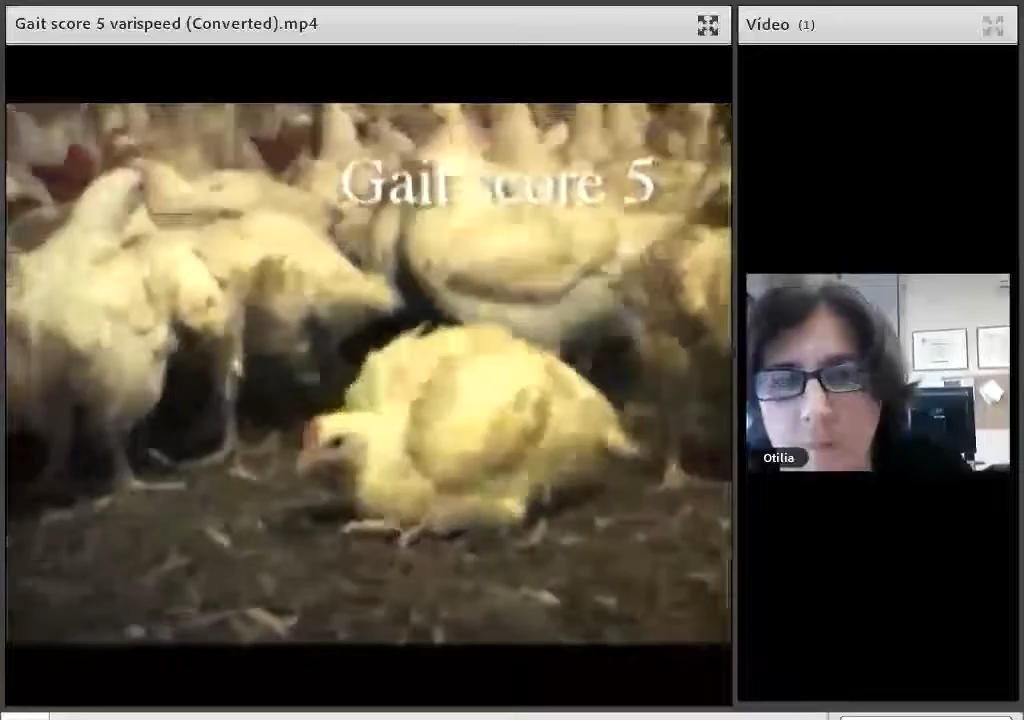 Gait score 5 varispeed (Converted).mp4
Vídeo (1)
Gait score 5
Otilia